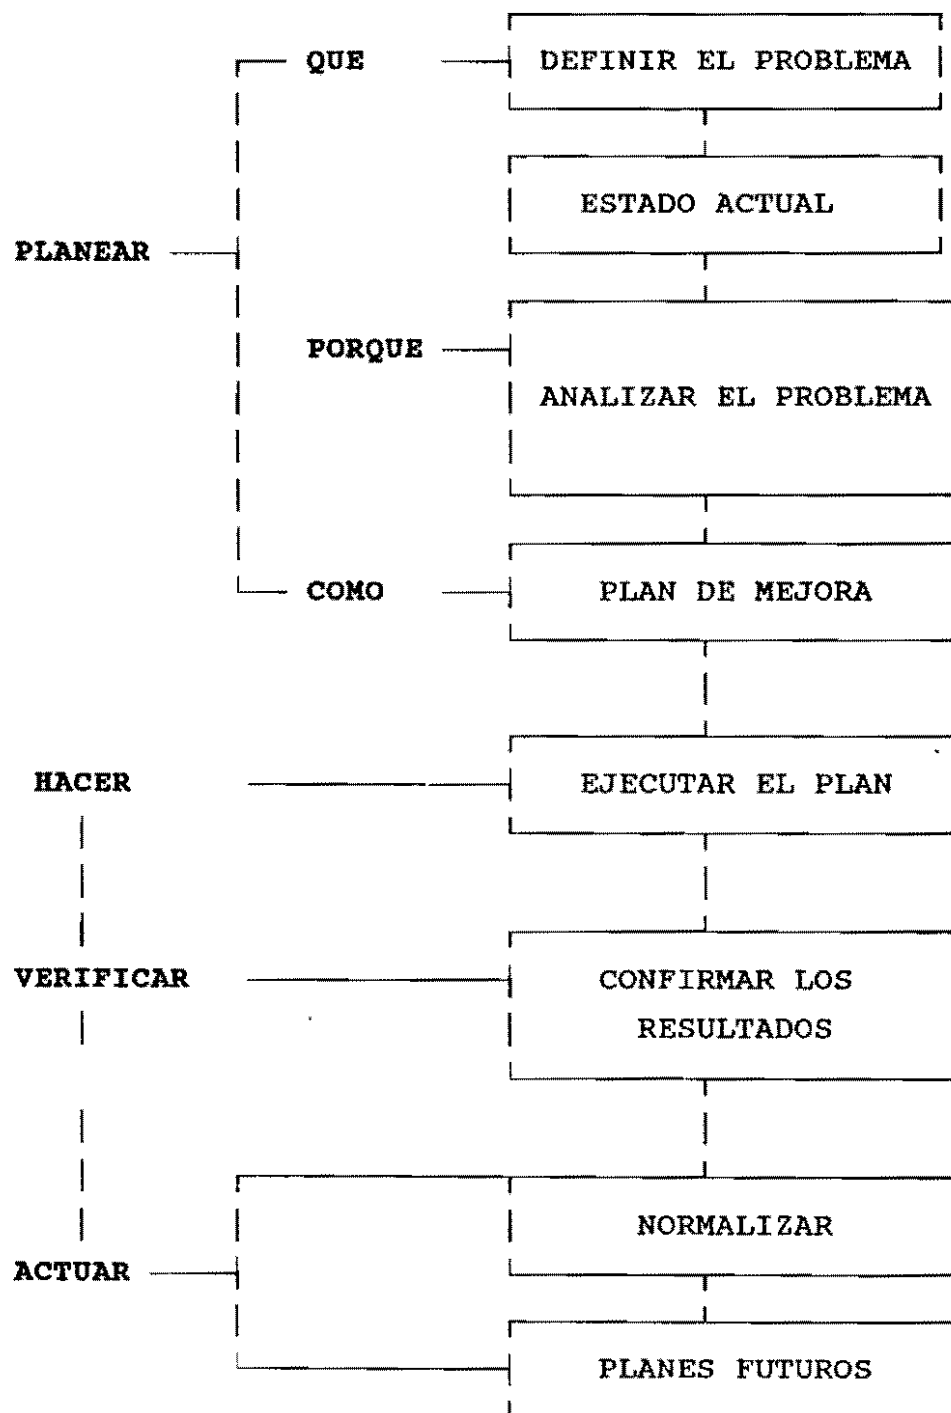 QUE DEFINIR EL PROBLEMA
ESTADO ACTUAL
PLANEAR
PORQUE
ANALIZAR EL PROBLEMA
COMO PLAN DE MEJORA
HACER EJECUTAR EL PLAN
VERIFICAR CONFIRMAR LOS
RESULTADOS
NORMALIZAR
ACTUAR
PLANES FUTUROS